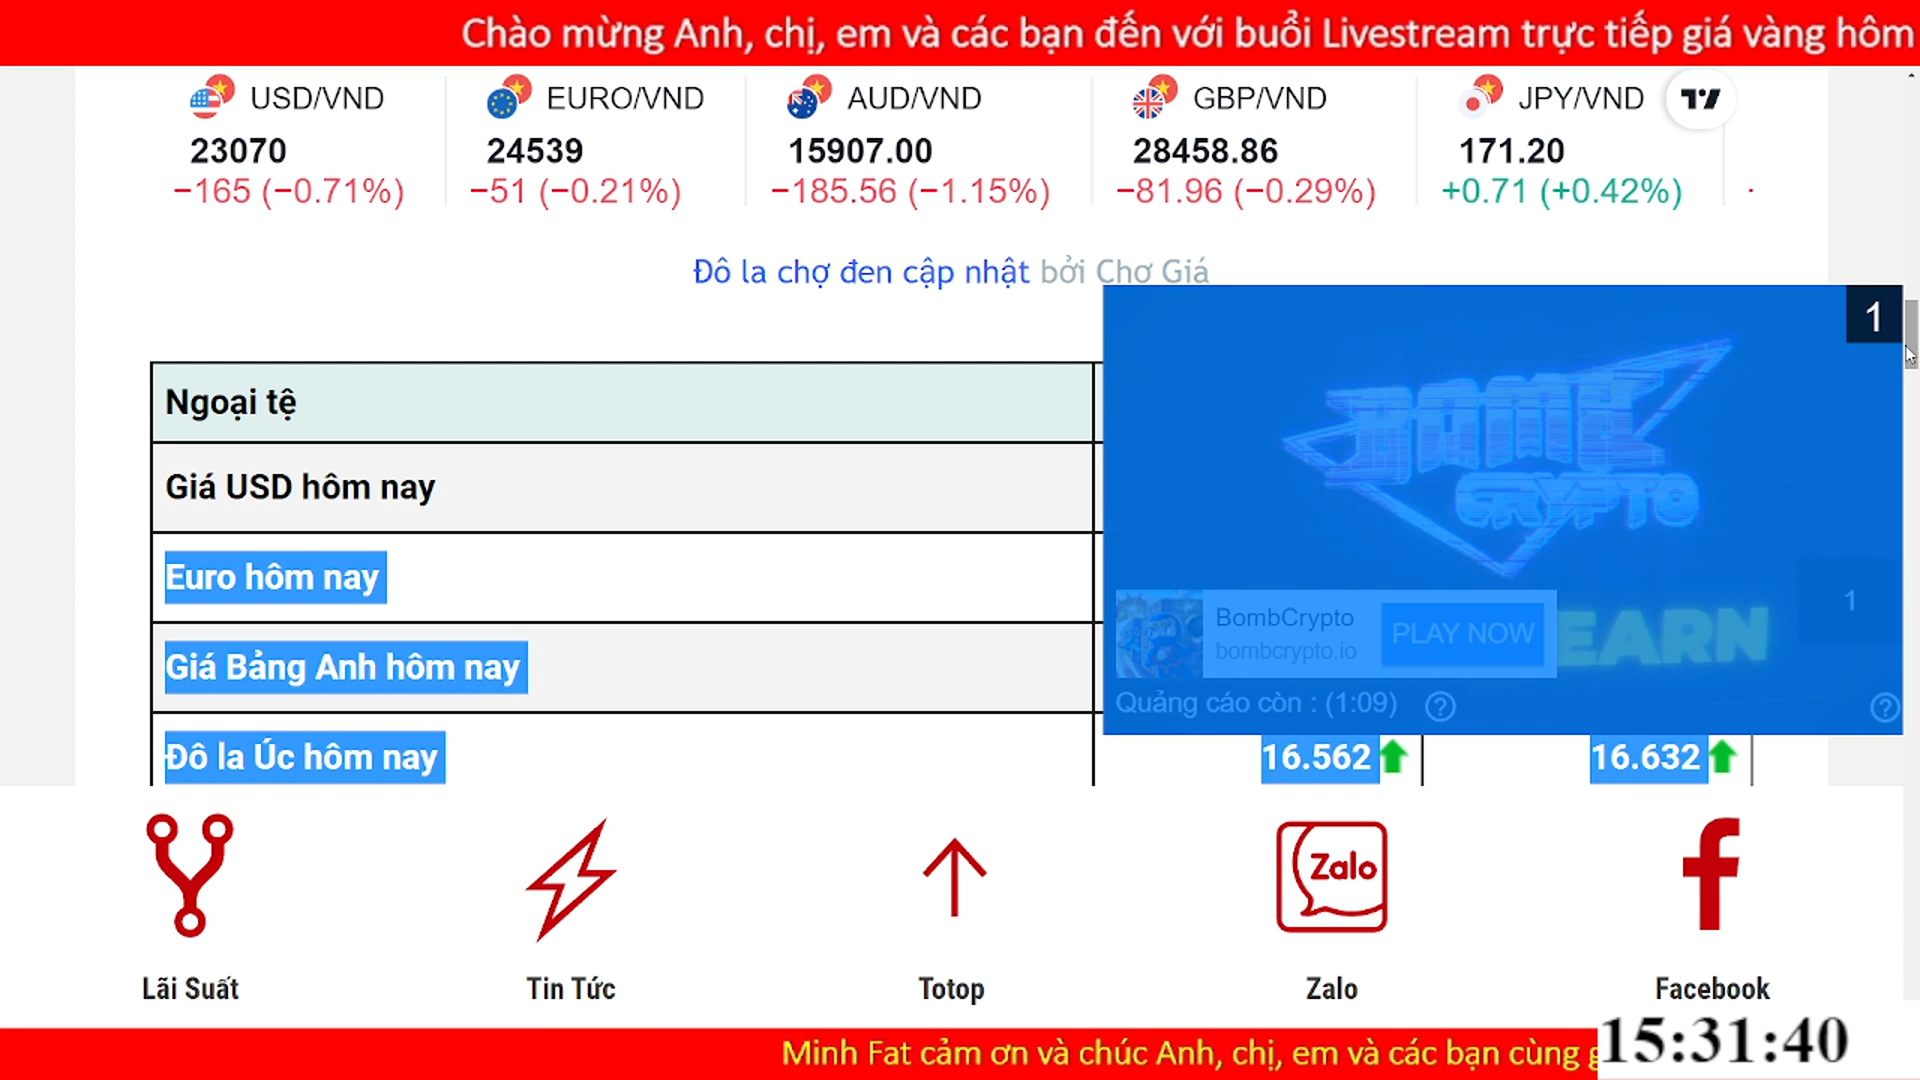 Chào mừng Anh, chị, em và các bạn đến với buổi Livestream trực tiếp giá vàng hôm
USD/VND
23070
−165 (−0.71%)
EURO/VND
24539
−51 (−0.21%)
AUD/VND
15907.00
−185.56 (−1.15%)
GBP/VND
28458.86
−81.96 (−0.29%)
JPY/VND
171.20
+0.71 (+0.42%)
Đô la chợ đen cập nhật bởi Chợ Giá
1
Ngoại tệ
Giá USD hôm nay
Euro hôm nay
Giá Bảng Anh hôm nay
Đô la Úc hôm nay
16.562
16.632
BOMB
CRYPTO
BombCrypto
bombcrypto.io
PLAY NOW
EARN
1
Quảng cáo còn : (1:09)
Lãi Suất
Tin Tức
Totop
Zalo
Zalo
Facebook
Minh Fat cảm ơn và chúc Anh, chị, em và các bạn cùng
15:31:40